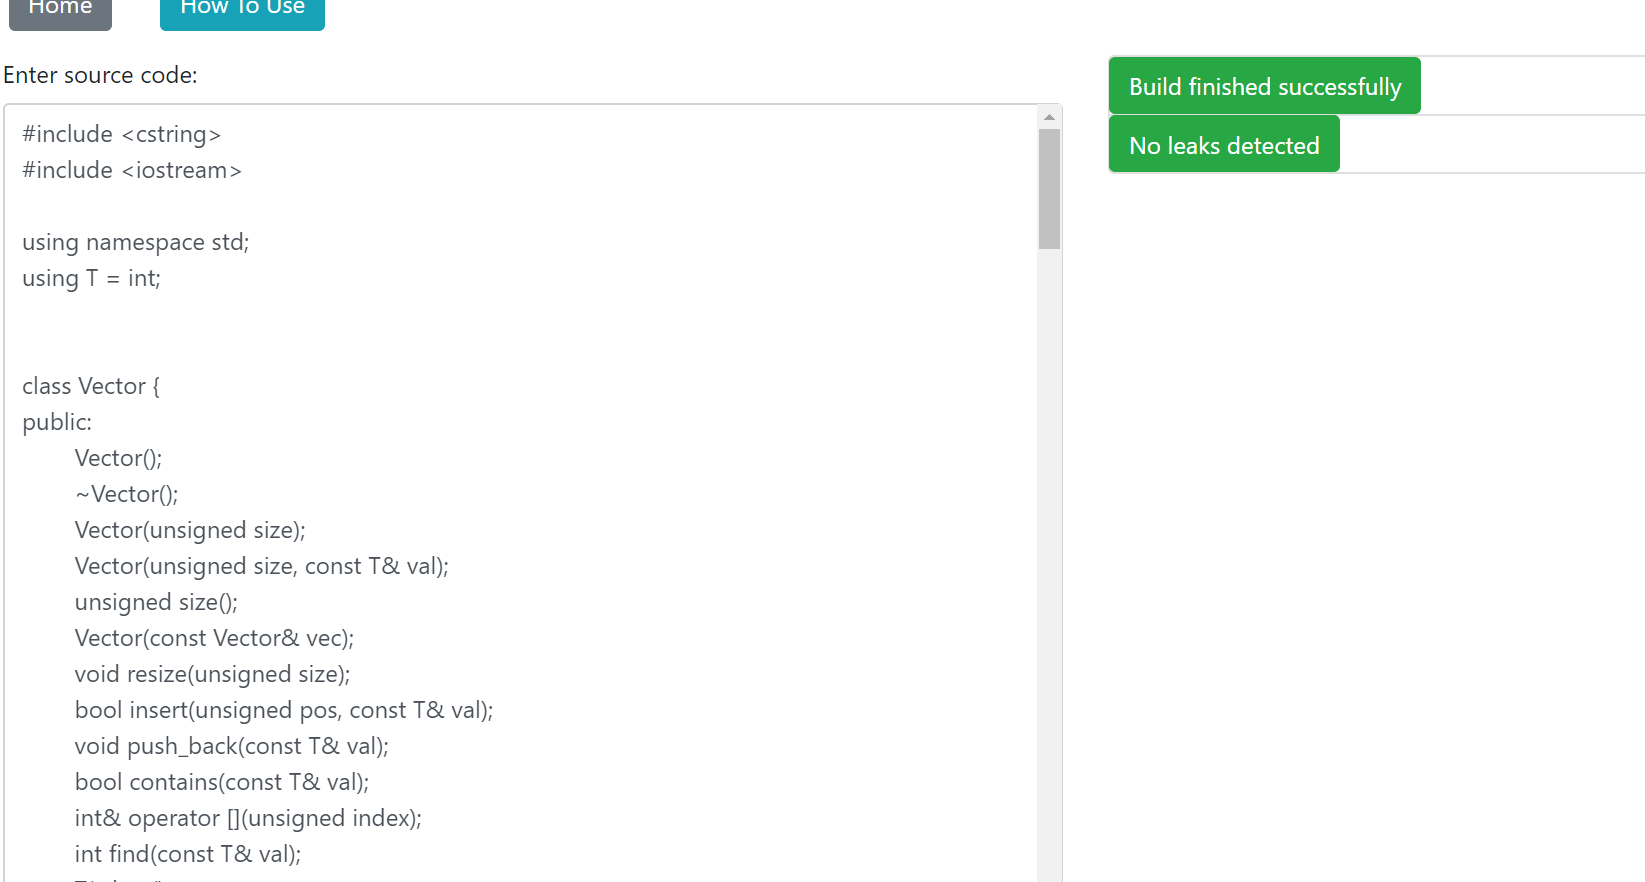 Home
How To Use
Enter source code:
#include <cstring>
#include <iostream>
using namespace std;
using T = int;
class Vector {
public:
Vector();
~Vector();
Vector(unsigned size);
Vector(unsigned size, const T& val);
unsigned size();
Vector(const Vector& vec);
void resize(unsigned size);
bool insert(unsigned pos, const T& val);
void push_back(const T& val);
bool contains(const T& val);
int& operator [](unsigned index);
int find(const T& val);
Build finished successfully
No leaks detected